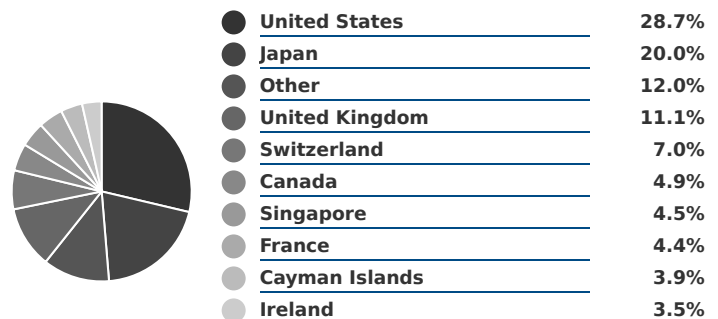 United States 28.7%
Japan 20.0%
Other 12.0%
United Kingdom 11.1%
Switzerland 7.0%
Canada 4.9%
Singapore 4.5%
France 4.4%
Cayman Islands 3.9%
Ireland 3.5%